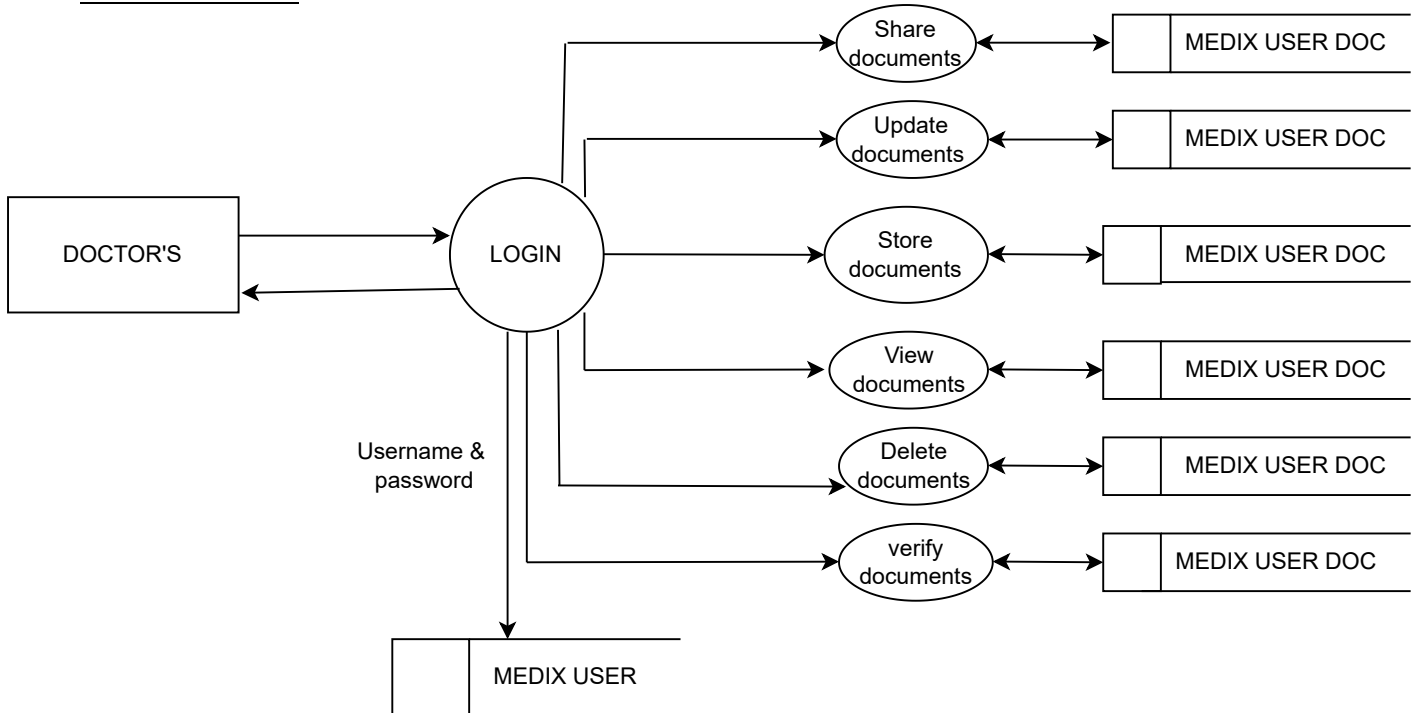 Share
documents
MEDIX USER DOC
Update
documents
MEDIX USER DOC
DOCTOR'S
LOGIN
Store
documents
MEDIX USER DOC
View
documents
MEDIX USER DOC
Username &
password
Delete
documents
MEDIX USER DOC
verify
documents
MEDIX USER DOC
MEDIX USER